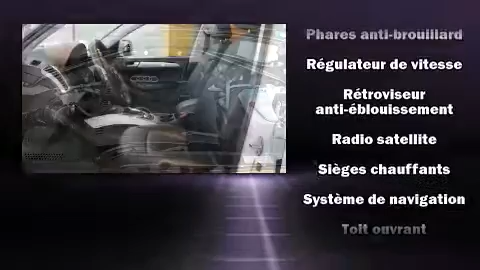 Phares anti-brouillard
Régulateur de vitesse
Rétroviseur
anti-éblouissement
Radio satellite
Sièges chauffants
Système de navigation
Toit ouvrant